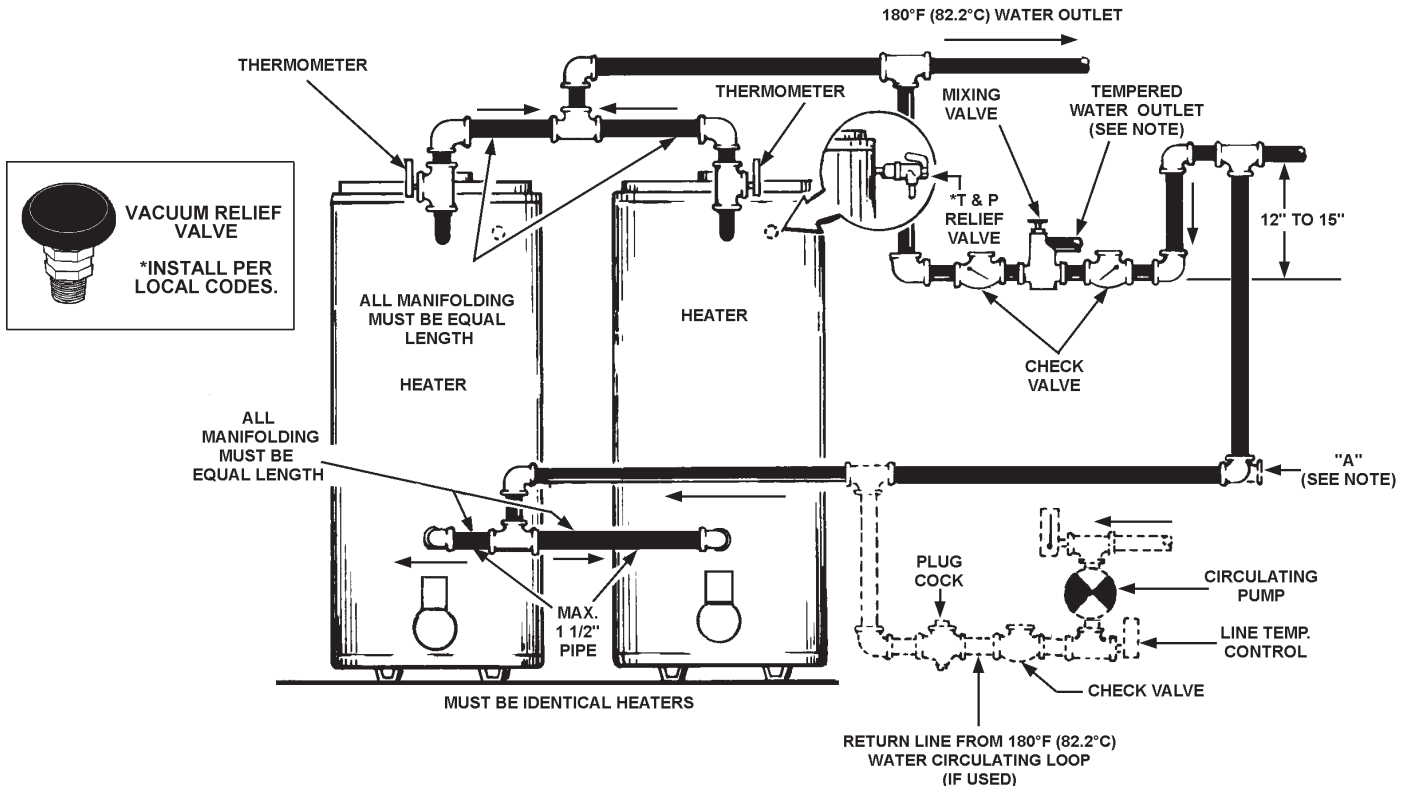 180°F (82.2°C) WATER OUTLET
THERMOMETER
THERMOMETER
MIXING
VALVE
TEMPERED
WATER OUTLET
(SEE NOTE)
*T & P
RELIEF
VALVE
12" TO 15"
VACUUM RELIEF
VALVE
*INSTALL PER
LOCAL CODES.
ALL MANIFOLDING
MUST BE EQUAL
LENGTH
HEATER
HEATER
CHECK
VALVE
ALL
MANIFOLDING
MUST BE
EQUAL LENGTH
"A"
(SEE NOTE)
MAX.
1 1/2"
PIPE
PLUG
COCK
CIRCULATING
PUMP
LINE TEMP.
CONTROL
CHECK VALVE
MUST BE IDENTICAL HEATERS
RETURN LINE FROM 180°F (82.2°C)
WATER CIRCULATING LOOP
(IF USED)